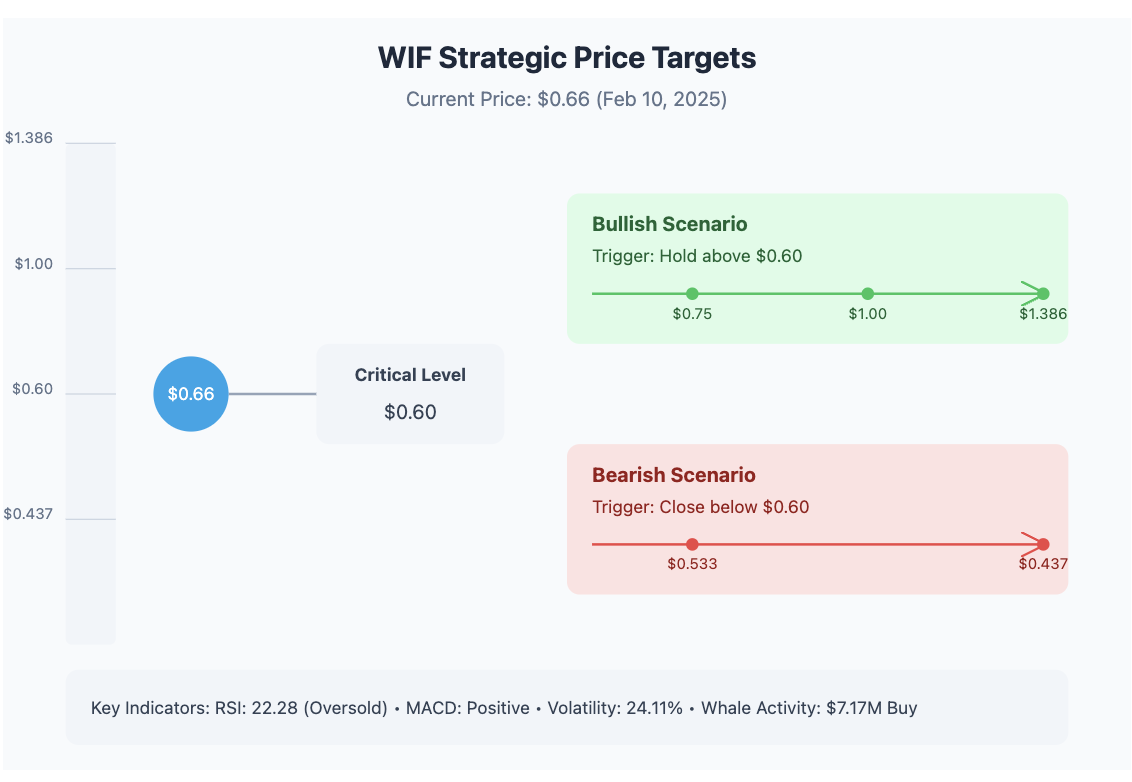 WIF Strategic Price Targets
Current Price: $0.66 (Feb 10, 2025)
$1.386
$1.00
$0.60
$0.437
$0.66
Critical Level
$0.60
Bullish Scenario
Trigger: Hold above $0.60
$0.75 $1.00 $1.386
Bearish Scenario
Trigger: Close below $0.60
$0.533 $0.437
Key Indicators: RSI: 22.28 (Oversold) • MACD: Positive • Volatility: 24.11% • Whale Activity: $7.17M Buy